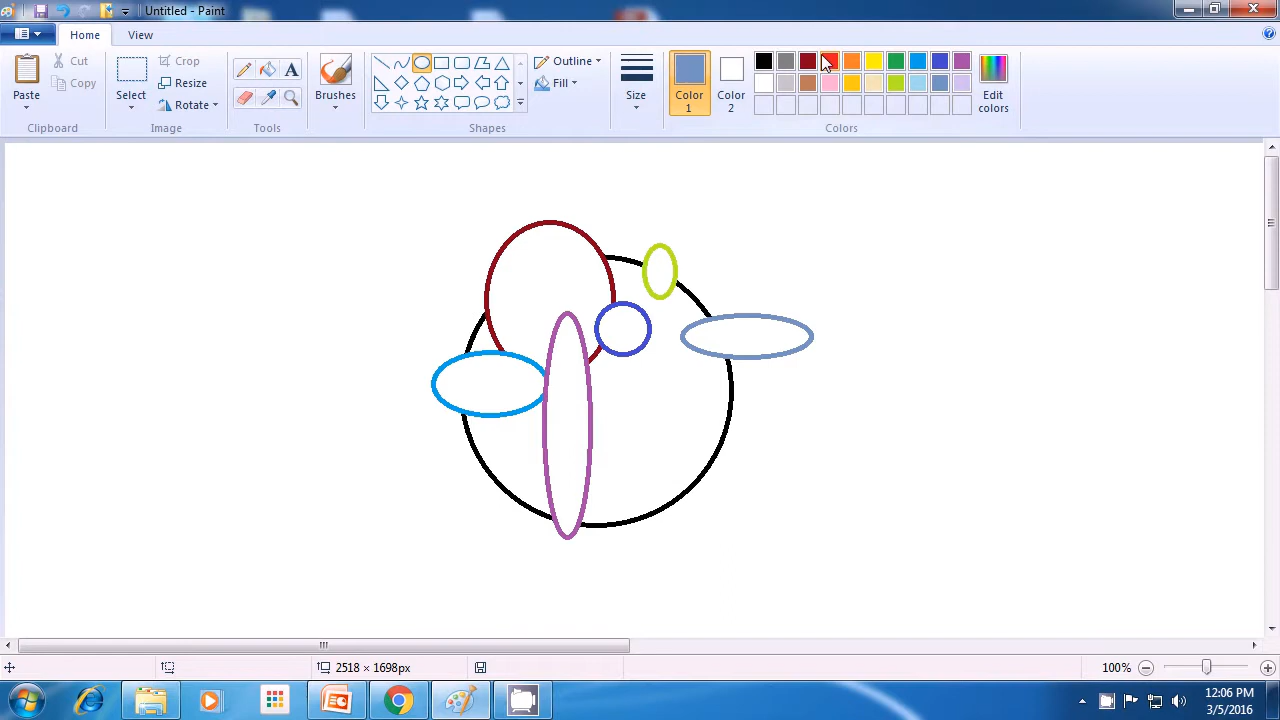 Untitled - Paint
Home View
Cut
Copy
Paste
Clipboard
Select
Crop
Resize
Rotate
Image
Tools
Brushes
Outline
Fill
Shapes
Size
Color 1
Color 2
Edit colors
Colors
2518 × 1698px
100%
12:06 PM
3/5/2016